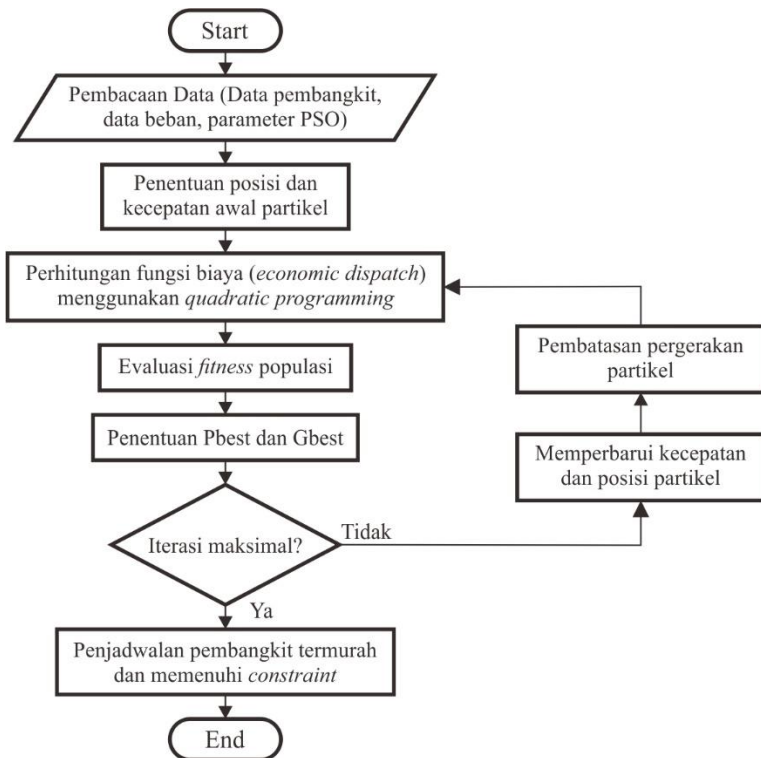 Start
Pembacaan Data (Data pembangkit,
data beban, parameter PSO)
Penentuan posisi dan
kecepatan awal partikel
Perhitungan fungsi biaya (economic dispatch)
menggunakan quadratic programming
Evaluasi fitness populasi
Penentuan Pbest dan Gbest
Iterasi maksimal?
Tidak
Memperbarui kecepatan
dan posisi partikel
Pembatasan pergerakan
partikel
Ya
Penjadwalan pembangkit termurah
dan memenuhi constraint
End